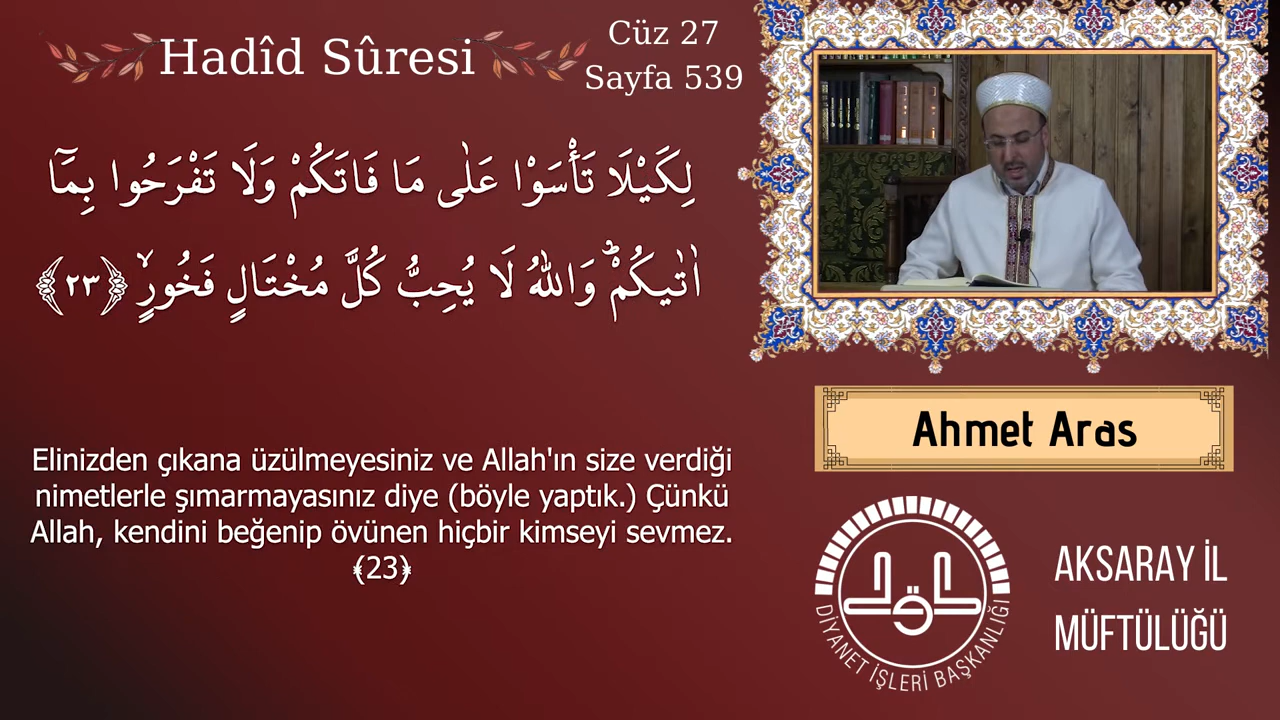 Hadîd Sûresi
Cüz 27
Sayfa 539
لِكَيْلَا تَأْسَوْا عَلٰى مَا فَاتَكُمْ وَلَا تَفْرَحُوا بِمَٓا
اٰتٰيكُمْۜ وَاللّٰهُ لَا يُحِبُّ كُلَّ مُخْتَالٍ فَخُورٍۙ ﴿٢٣﴾
Elinizden çıkana üzülmeyesiniz ve Allah'ın size verdiği
nimetlerle şımarmayasınız diye (böyle yaptık.) Çünkü
Allah, kendini beğenip övünen hiçbir kimseyi sevmez.
﴾23﴿
Ahmet Aras
DİYANET İŞLERİ BAŞKANLIĞI
AKSARAY İL
MÜFTÜLÜĞÜ